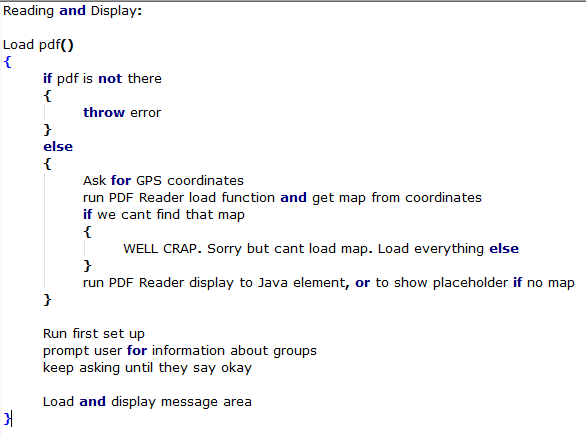 Reading and Display:
Load pdf()
{
if pdf is not there
{
throw error
}
else
{
Ask for GPS coordinates
run PDF Reader load function and get map from coordinates
if we cant find that map
{
WELL CRAP. Sorry but cant load map. Load everything else
}
run PDF Reader display to Java element, or to show placeholder if no map
}
Run first set up
prompt user for information about groups
keep asking until they say okay
Load and display message area
}